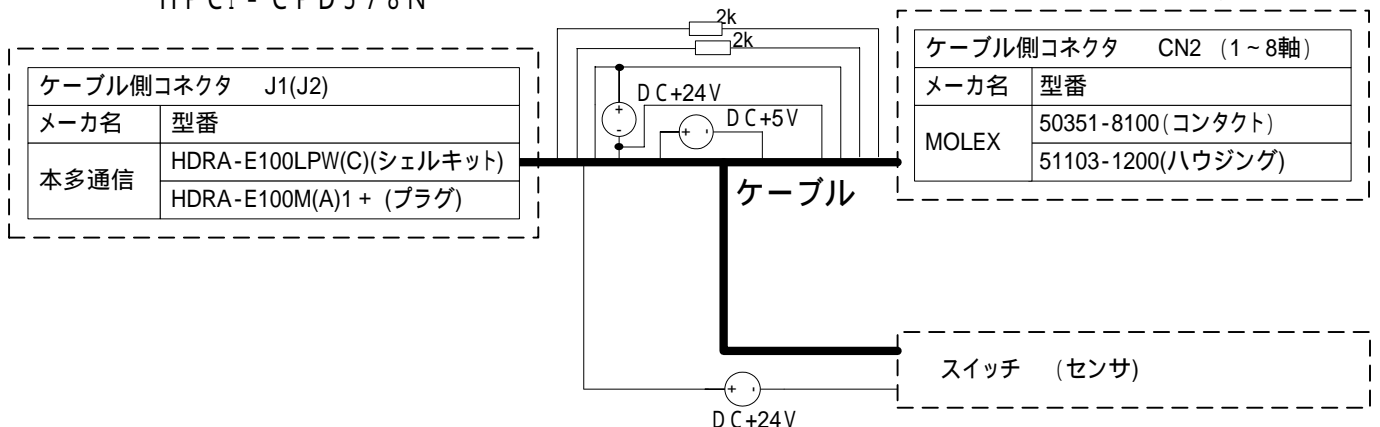 2k
2k
ケーブル側コネクタ J1(J2)
メーカ名 型番
本多通信
HDRA-E100LPW(C)(シェルキット)
HDRA-E100M(A)1+ (プラグ)
DC+24V
DC+5V
ケーブル
ケーブル側コネクタ CN2 (1~8軸)
メーカ名 型番
MOLEX
50351-8100(コンタクト)
51103-1200(ハウジング)
スイッチ (センサ)
DC+24V